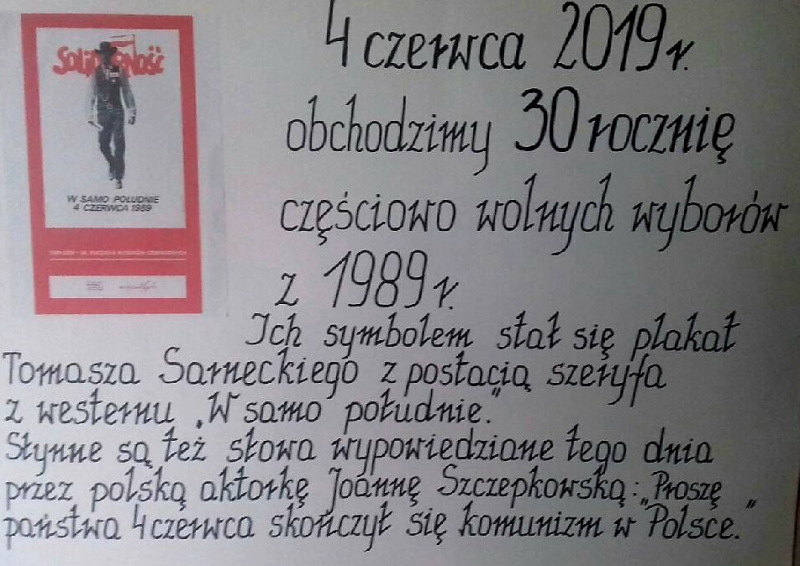 Solidarność
W SAMO POŁUDNIE
4 CZERWCA 1989
4 czerwca 2019 r.
obchodzimy 30 rocznię
częściowo wolnych wyborów
z 1989 r.
Ich symbolem stał się plakat
Tomasza Sarneckiego z postacią szeryfa
z westernu „W samo południe."
Słynne są też słowa wypowiedziane tego dnia
przez polską aktorkę Joannę Szczepkowską: „Proszę
państwa 4 czerwca skończył się komunizm w Polsce."